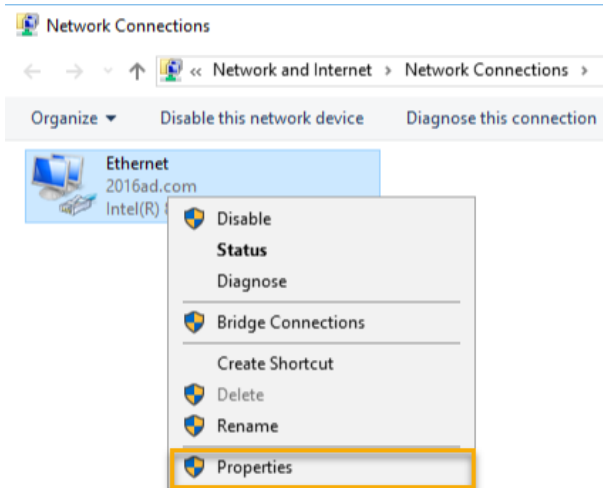 Network Connections
« Network and Internet > Network Connections >
Organize Disable this network device Diagnose this connection
Ethernet
2016ad.com
Intel(R)
Disable
Status
Diagnose
Bridge Connections
Create Shortcut
Delete
Rename
Properties